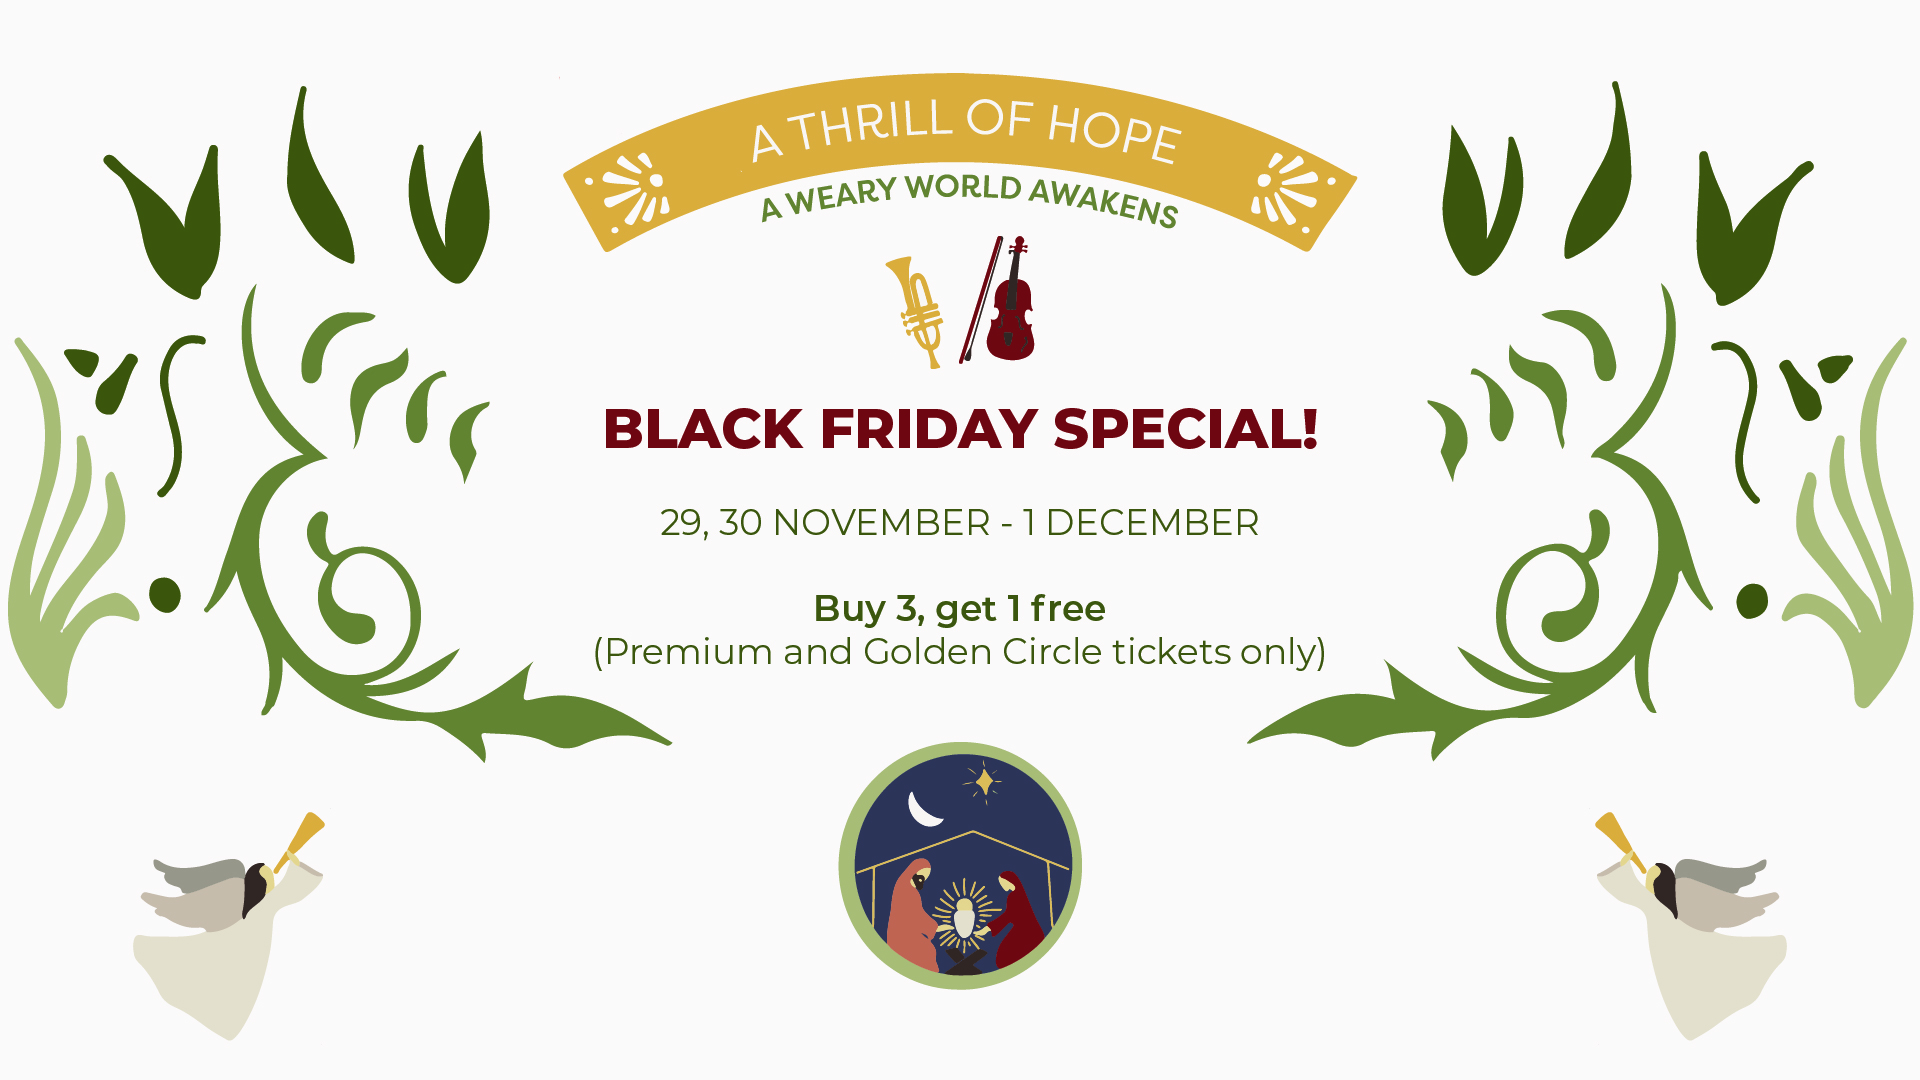 A THRILL OF HOPE
A WEARY WORLD AWAKENS
BLACK FRIDAY SPECIAL!
29, 30 NOVEMBER - 1 DECEMBER
Buy 3, get 1 free
(Premium and Golden Circle tickets only)